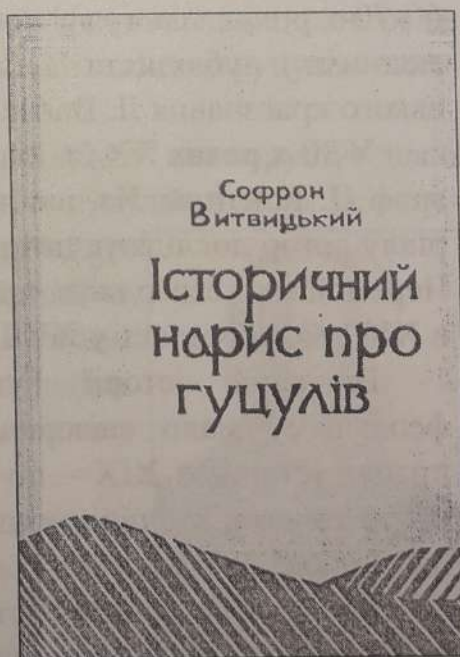 Софрон
Витвицький
Історичний
нарис про
гуцулів